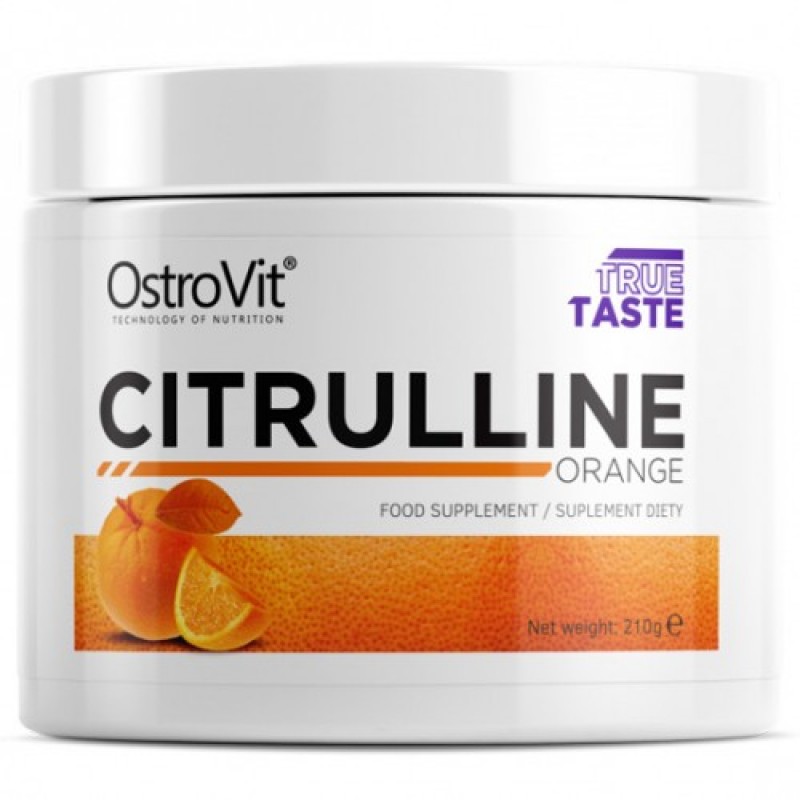 OstroVit®
TECHNOLOGY OF NUTRITION
TRUE
TASTE
CITRULLINE
ORANGE
FOOD SUPPLEMENT / SUPLEMENT DIETY
Net weight: 210g ℮